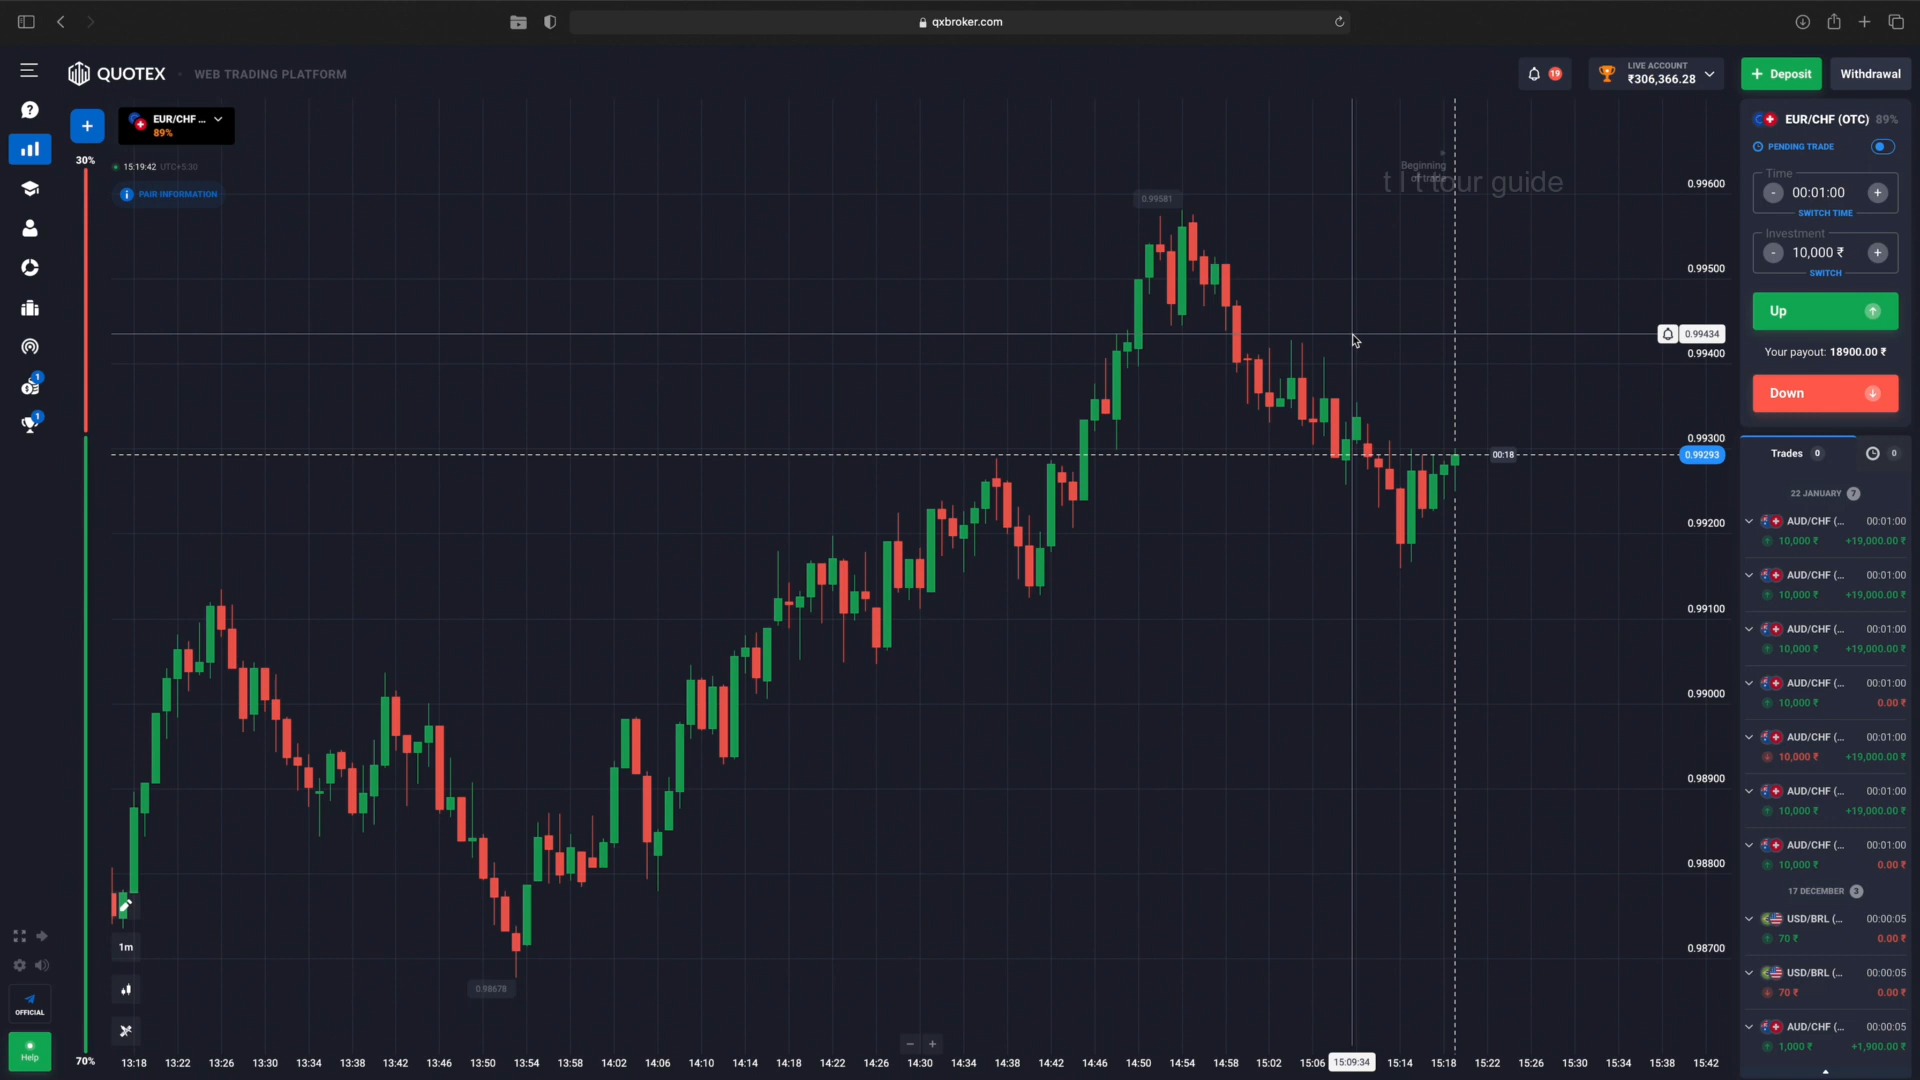 qxbroker.com
QUOTEX
WEB TRADING PLATFORM
19
LIVE ACCOUNT
₹306,366.28
+ Deposit
Withdrawal
EUR/CHF ...
89%
30%
15:19:42 UTC+5:30
PAIR INFORMATION
Beginning
of trade
t l t tour guide
0.99581
0.99600
0.99500
0.99434
0.99400
0.99300
0.99293
00:18
0.99200
0.99100
0.99000
0.98900
0.98800
0.98700
0.98678
1
1
1m
OFFICIAL
Help
70%
13:18 13:22 13:26 13:30 13:34 13:38 13:42 13:46 13:50 13:54 13:58 14:02 14:06 14:10 14:14 14:18 14:22 14:26 14:30 14:34 14:38 14:42 14:46 14:50 14:54 14:58 15:02 15:06 15:09:34 15:14 15:18 15:22 15:26 15:30 15:34 15:38 15:42
EUR/CHF (OTC) 89%
PENDING TRADE
Time
- 00:01:00 +
SWITCH TIME
Investment
- 10,000 ₹ +
SWITCH
Up
Your payout: 18900.00 ₹
Down
Trades 0 0
22 JANUARY 7
AUD/CHF (... 00:01:00
10,000 ₹ +19,000.00 ₹
AUD/CHF (... 00:01:00
10,000 ₹ +19,000.00 ₹
AUD/CHF (... 00:01:00
10,000 ₹ +19,000.00 ₹
AUD/CHF (... 00:01:00
10,000 ₹ 0.00 ₹
AUD/CHF (... 00:01:00
10,000 ₹ +19,000.00 ₹
AUD/CHF (... 00:01:00
10,000 ₹ +19,000.00 ₹
AUD/CHF (... 00:01:00
10,000 ₹ 0.00 ₹
17 DECEMBER 3
USD/BRL (... 00:00:05
70 ₹ 0.00 ₹
USD/BRL (... 00:00:05
70 ₹ 0.00 ₹
AUD/CHF (... 00:00:05
1,000 ₹ +1,900.00 ₹